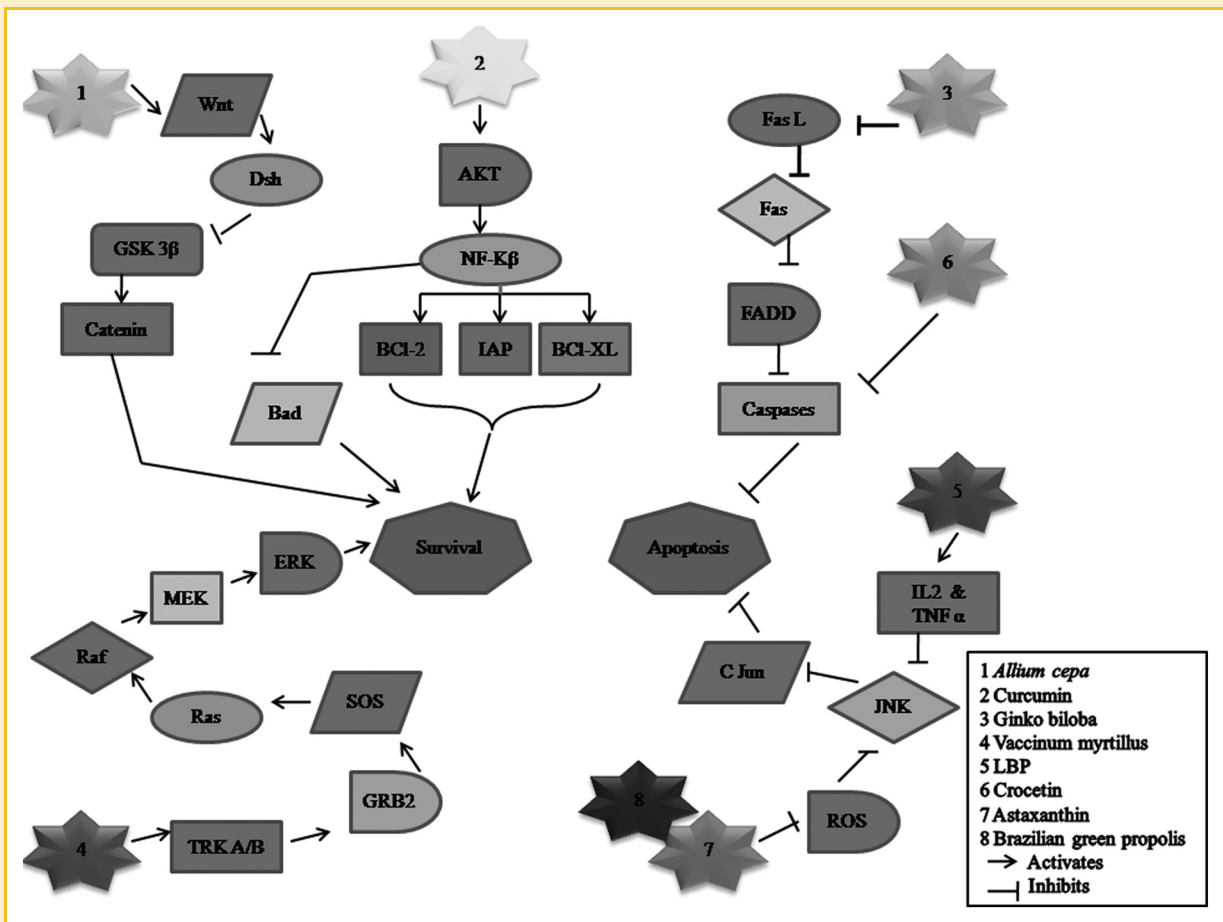 1
Wnt
Dsh
GSK 3β
Catenin
2
AKT
NF-Kβ
BCl-2
IAP
BCl-XL
Bad
Survival
ERK
MEK
Raf
Ras
SOS
GRB2
TRK A/B
4
3
Fas L
Fas
FADD
Caspases
6
Apoptosis
5
IL2 &
TNF α
C Jun
JNK
ROS
8
7
1 Allium cepa
2 Curcumin
3 Ginko biloba
4 Vaccinum myrtillus
5 LBP
6 Crocetin
7 Astaxanthin
8 Brazilian green propolis
Activates
Inhibits